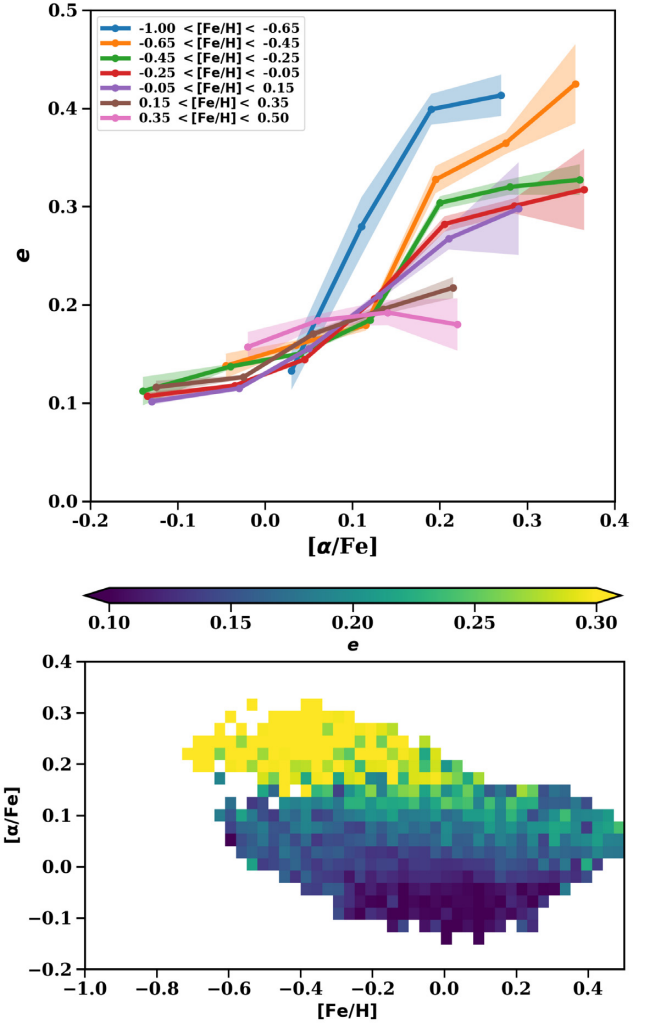 0.5
0.4
0.3
0.2
0.1
0.0
e
-1.00 < [Fe/H] < -0.65
-0.65 < [Fe/H] < -0.45
-0.45 < [Fe/H] < -0.25
-0.25 < [Fe/H] < -0.05
-0.05 < [Fe/H] < 0.15
0.15 < [Fe/H] < 0.35
0.35 < [Fe/H] < 0.50
-0.2 -0.1 0.0 0.1 0.2 0.3 0.4
[α/Fe]
0.10 0.15 0.20 0.25 0.30
e
0.4
0.3
0.2
0.1
0.0
−0.1
−0.2
[α/Fe]
−1.0 −0.8 −0.6 −0.4 −0.2 0.0 0.2 0.4
[Fe/H]